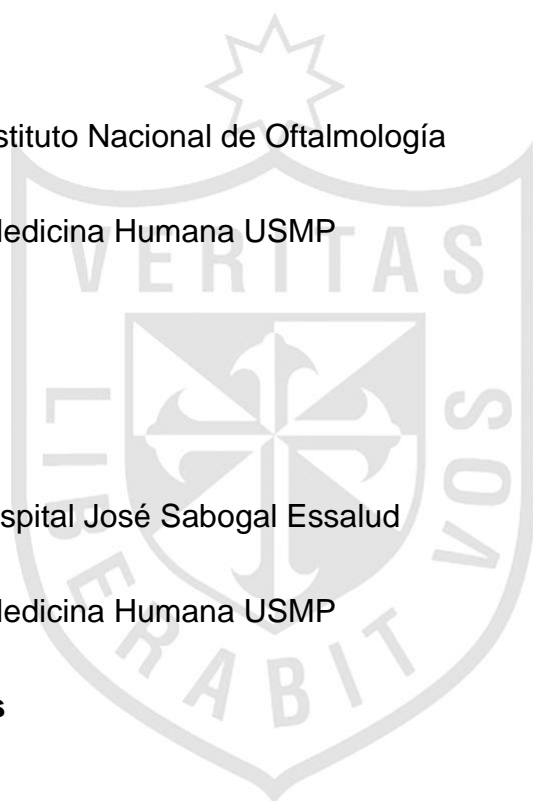 stituto Nacional de Oftalmología
edicina Humana USMP
VERITAS
LIBERABIT
VOS
spital José Sabogal Essalud
edicina Humana USMP
s